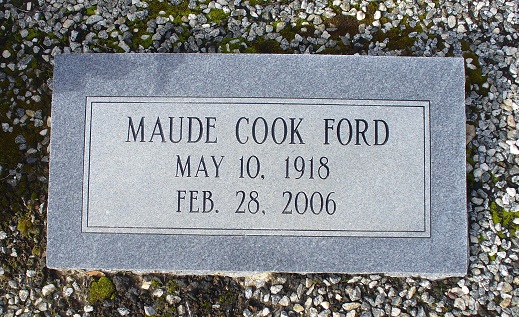 MAUDE COOK FORD
MAY 10, 1918
FEB. 28, 2006